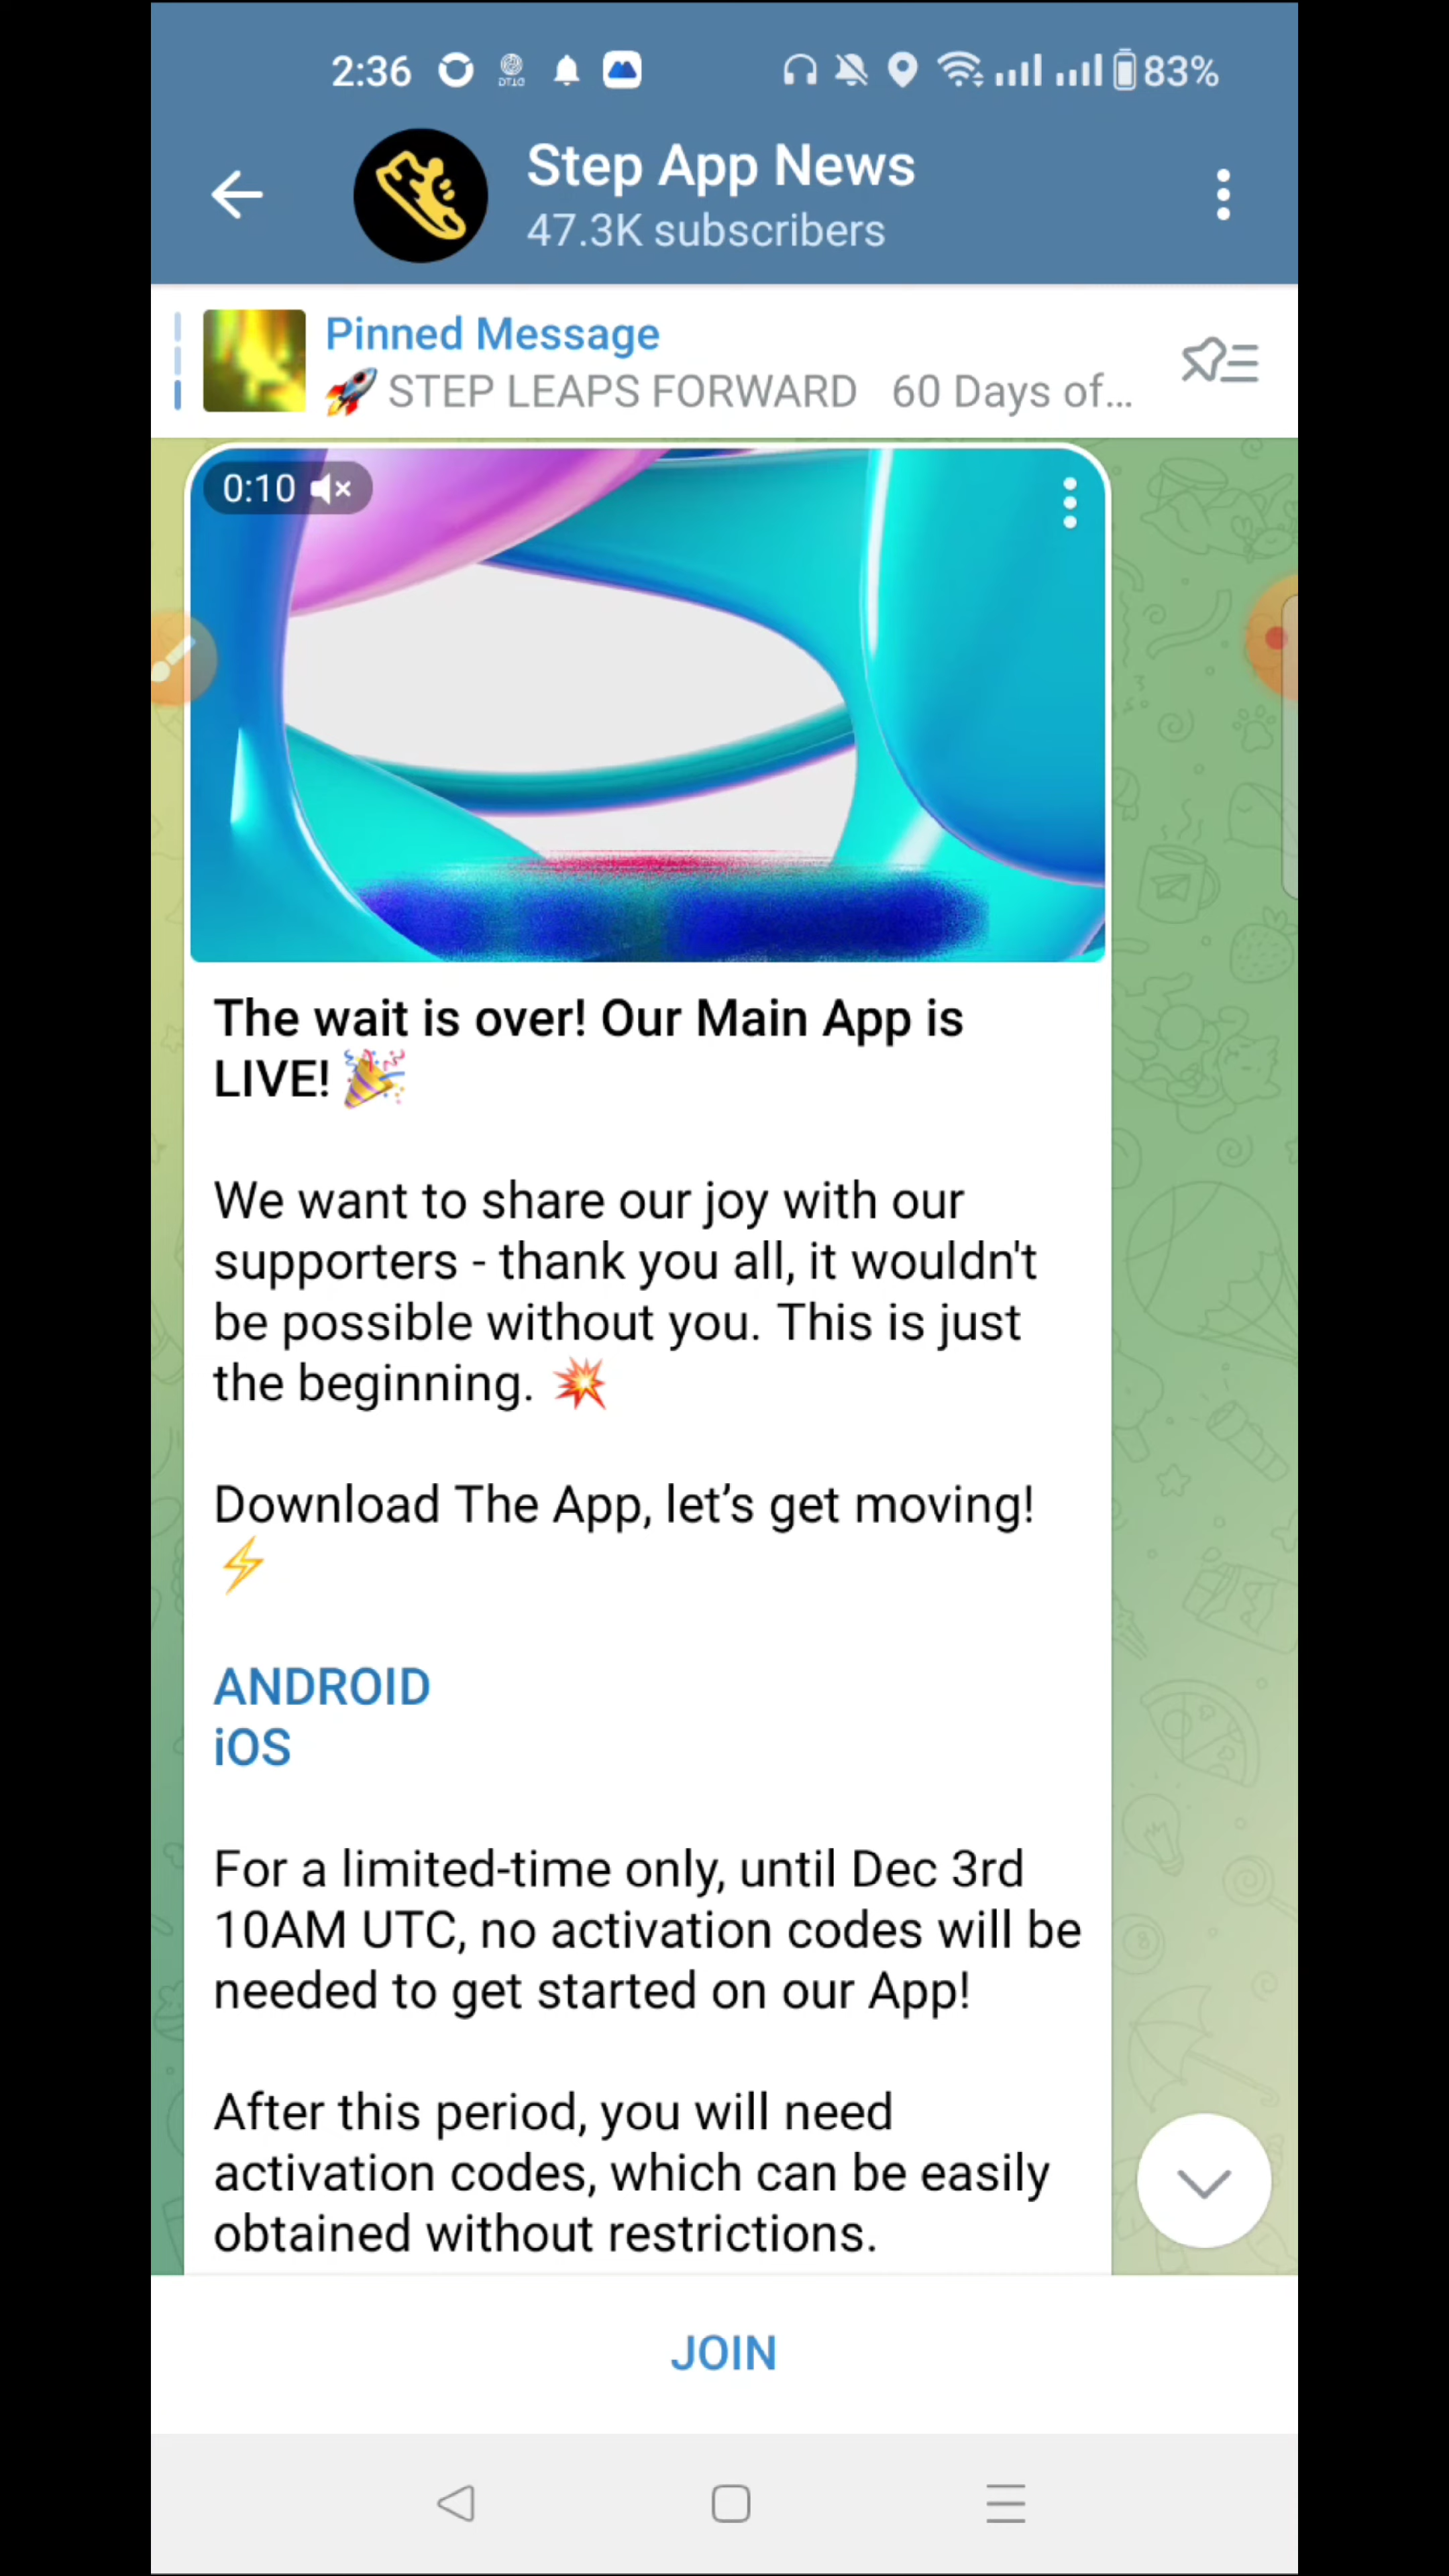 2:36
83%
Step App News
47.3K subscribers
Pinned Message
🚀 STEP LEAPS FORWARD 60 Days of...
0:10
The wait is over! Our Main App is
LIVE! 🎉
We want to share our joy with our
supporters - thank you all, it wouldn't
be possible without you. This is just
the beginning. 💥
Download The App, let’s get moving!
⚡
ANDROID
iOS
For a limited-time only, until Dec 3rd
10AM UTC, no activation codes will be
needed to get started on our App!
After this period, you will need
activation codes, which can be easily
obtained without restrictions.
JOIN